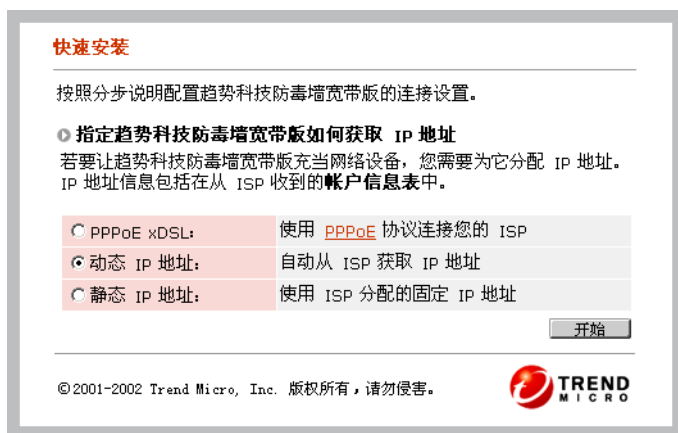 快速安装
按照分步说明配置趋势科技防毒墙宽带版的连接设置。
指定趋势科技防毒墙宽带版如何获取 IP 地址
若要让趋势科技防毒墙宽带版充当网络设备，您需要为它分配 IP 地址。
IP 地址信息包括在从 ISP 收到的帐户信息表中。
PPPoE xDSL: 使用 PPPoE 协议连接您的 ISP
动态 IP 地址: 自动从 ISP 获取 IP 地址
静态 IP 地址: 使用 ISP 分配的固定 IP 地址
开始
©2001-2002 Trend Micro, Inc. 版权所有，请勿侵害。
TREND
MICRO